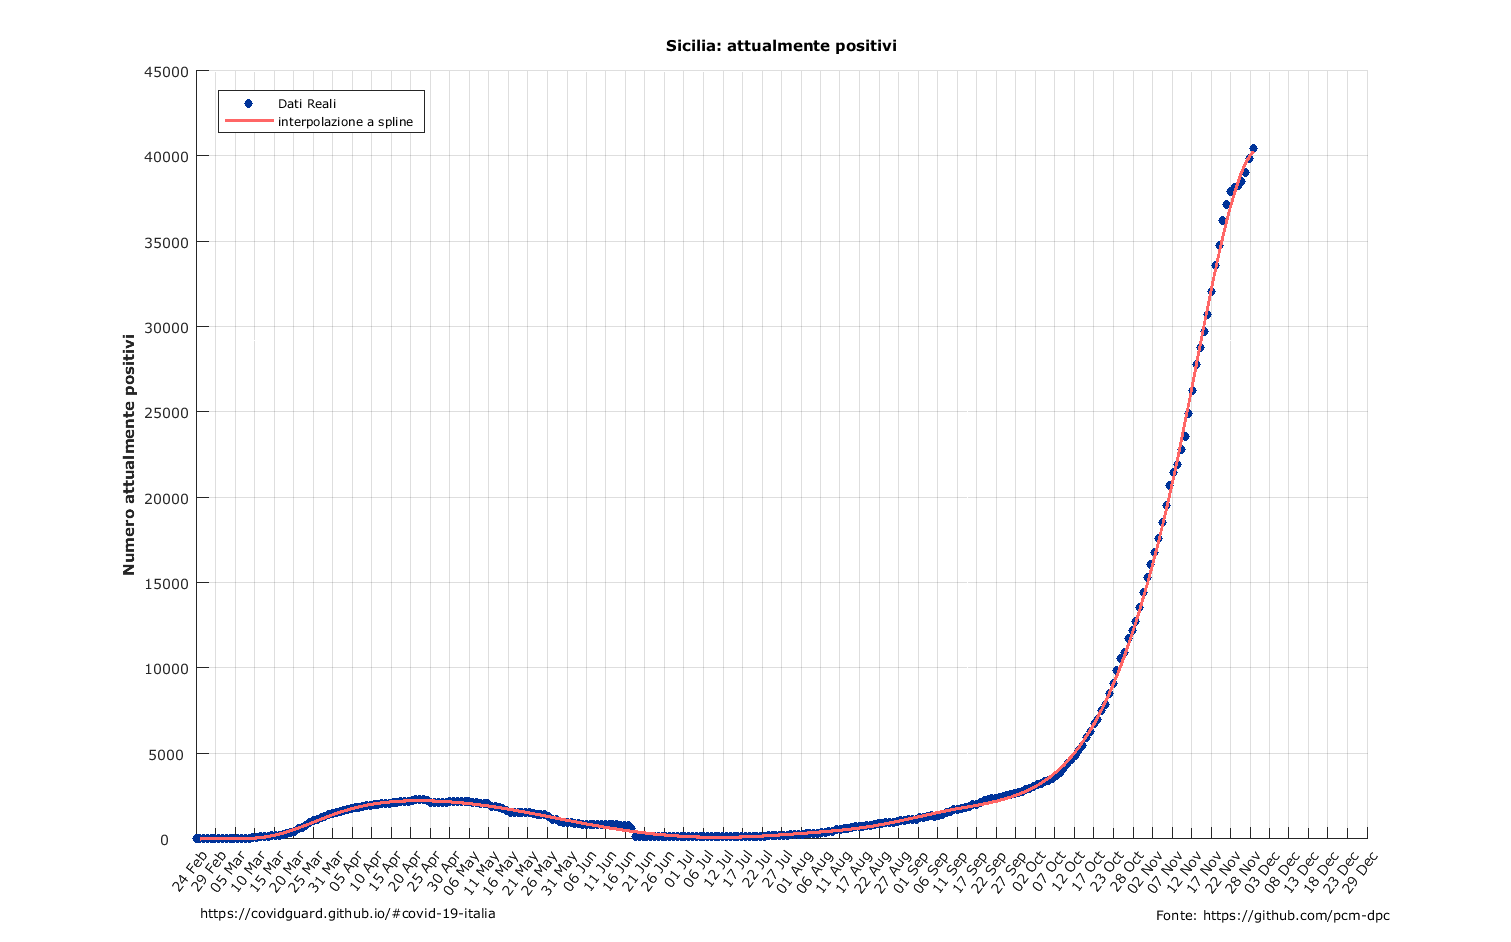 Sicilia: attualmente positivi
Dati Reali
interpolazione a spline
Numero attualmente positivi
45000
40000
35000
30000
25000
20000
15000
10000
5000
0
24 Feb
29 Feb
05 Mar
10 Mar
15 Mar
20 Mar
25 Mar
31 Mar
05 Apr
10 Apr
15 Apr
20 Apr
25 Apr
30 Apr
06 May
11 May
16 May
21 May
26 May
31 May
06 Jun
11 Jun
16 Jun
21 Jun
26 Jun
01 Jul
06 Jul
12 Jul
17 Jul
22 Jul
27 Jul
01 Aug
06 Aug
11 Aug
17 Aug
22 Aug
27 Aug
01 Sep
06 Sep
11 Sep
17 Sep
22 Sep
27 Sep
02 Oct
07 Oct
12 Oct
17 Oct
23 Oct
28 Oct
02 Nov
07 Nov
12 Nov
17 Nov
22 Nov
28 Nov
03 Dec
08 Dec
13 Dec
18 Dec
23 Dec
29 Dec
https://covidguard.github.io/#covid-19-italia
Fonte: https://github.com/pcm-dpc